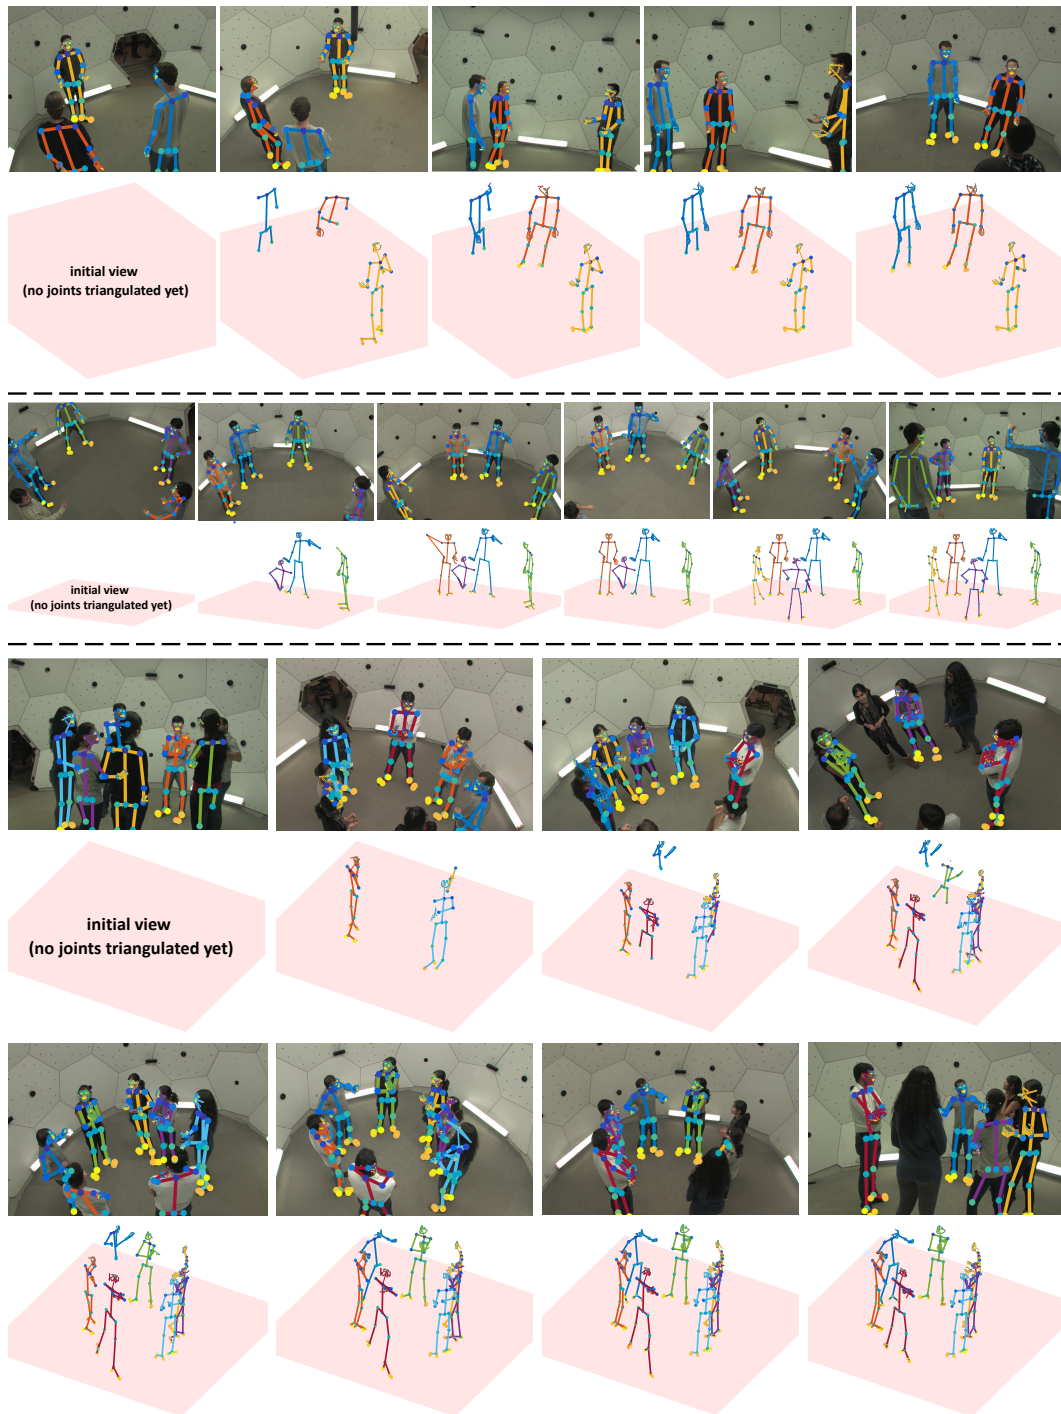 initial view
(no joints triangulated yet)
initial view
(no joints triangulated yet)
initial view
(no joints triangulated yet)